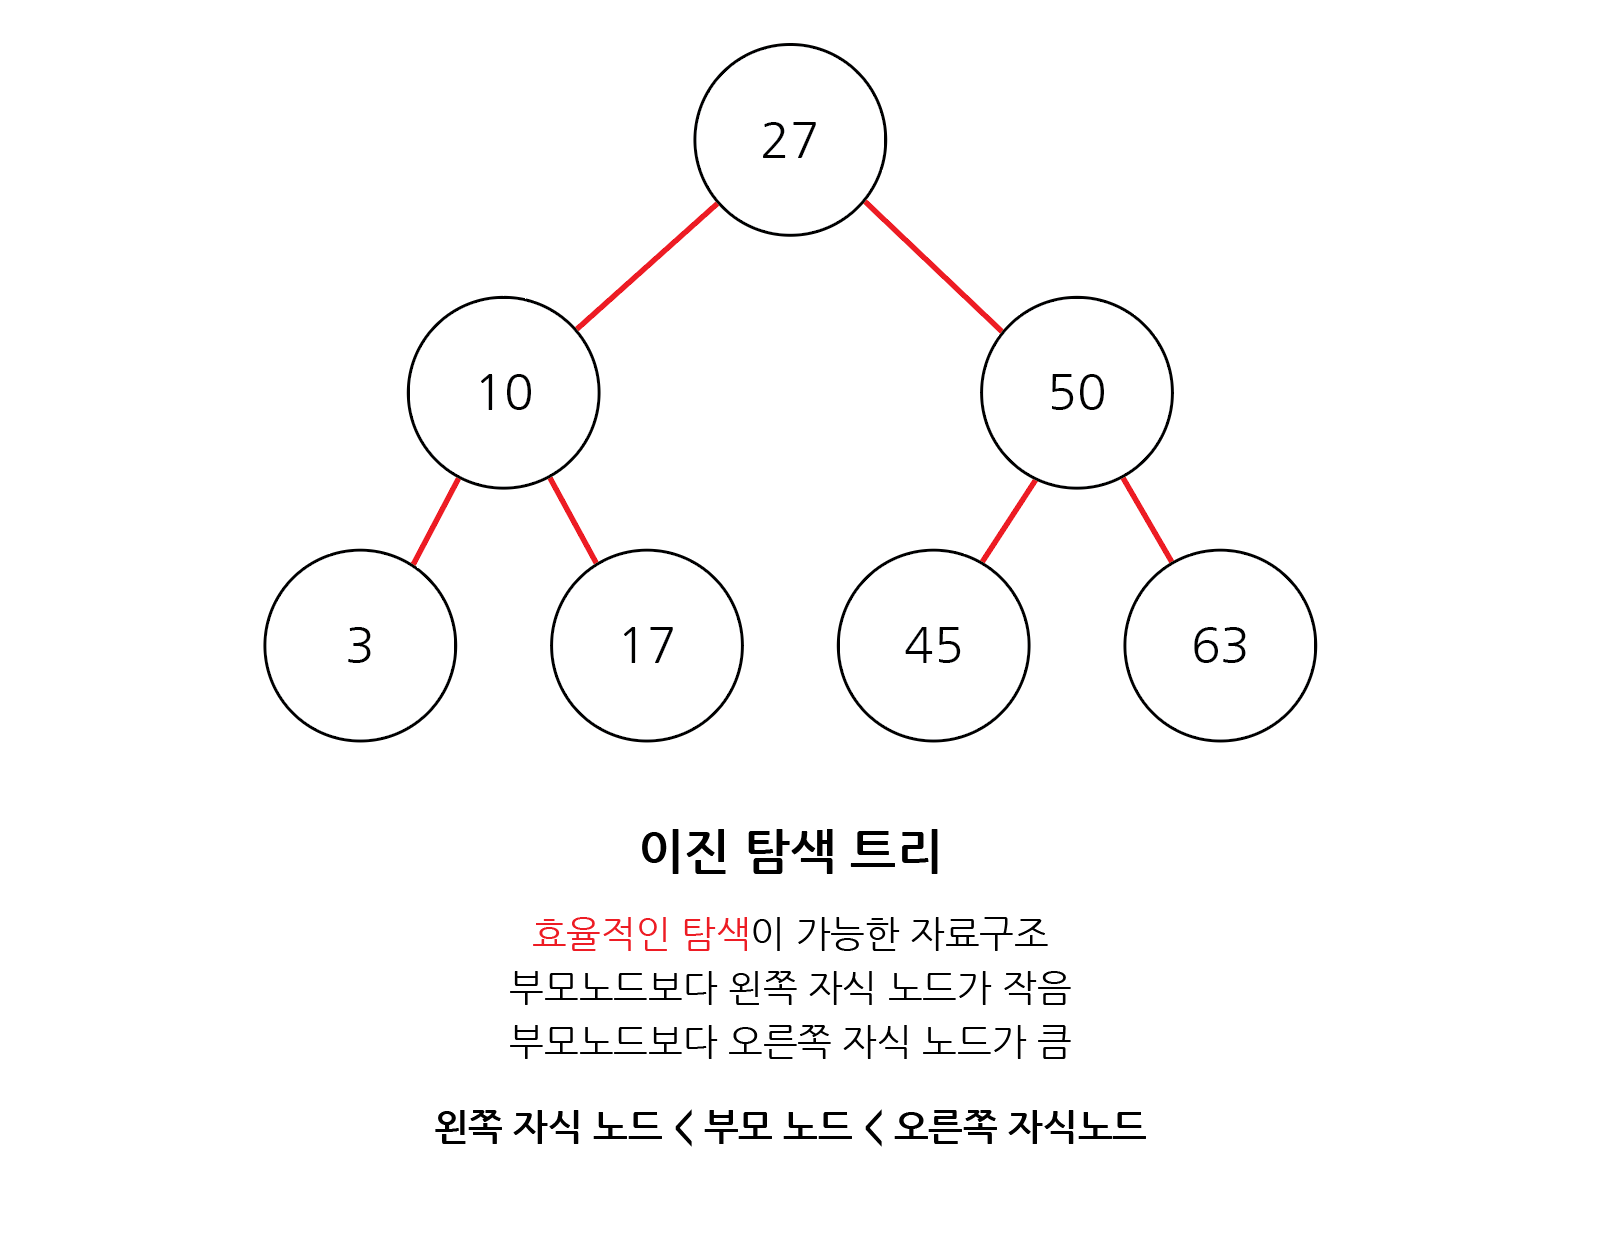 27
10 50
3 17 45 63
이진 탐색 트리
효율적인 탐색이 가능한 자료구조
부모노드보다 왼쪽 자식 노드가 작음
부모노드보다 오른쪽 자식 노드가 큼
왼쪽 자식 노드 < 부모 노드 < 오른쪽 자식노드